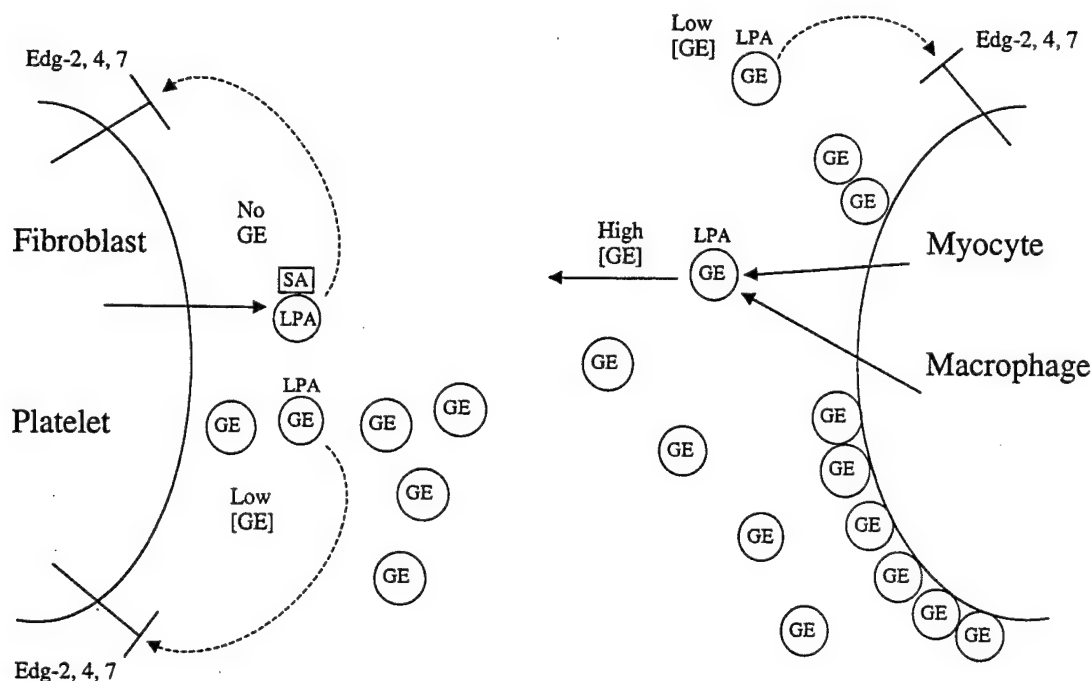 Edg-2, 4, 7
No
GE
Fibroblast
SA
LPA
LPA
GE
GE
GE
GE
Platelet
GE
Low
[GE]
GE
Edg-2, 4, 7
Low
[GE]
LPA
GE
Edg-2, 4, 7
GE
GE
High
[GE]
LPA
GE
Myocyte
GE
Macrophage
GE
GE
GE
GE
GE
GE
GE
GE
GE